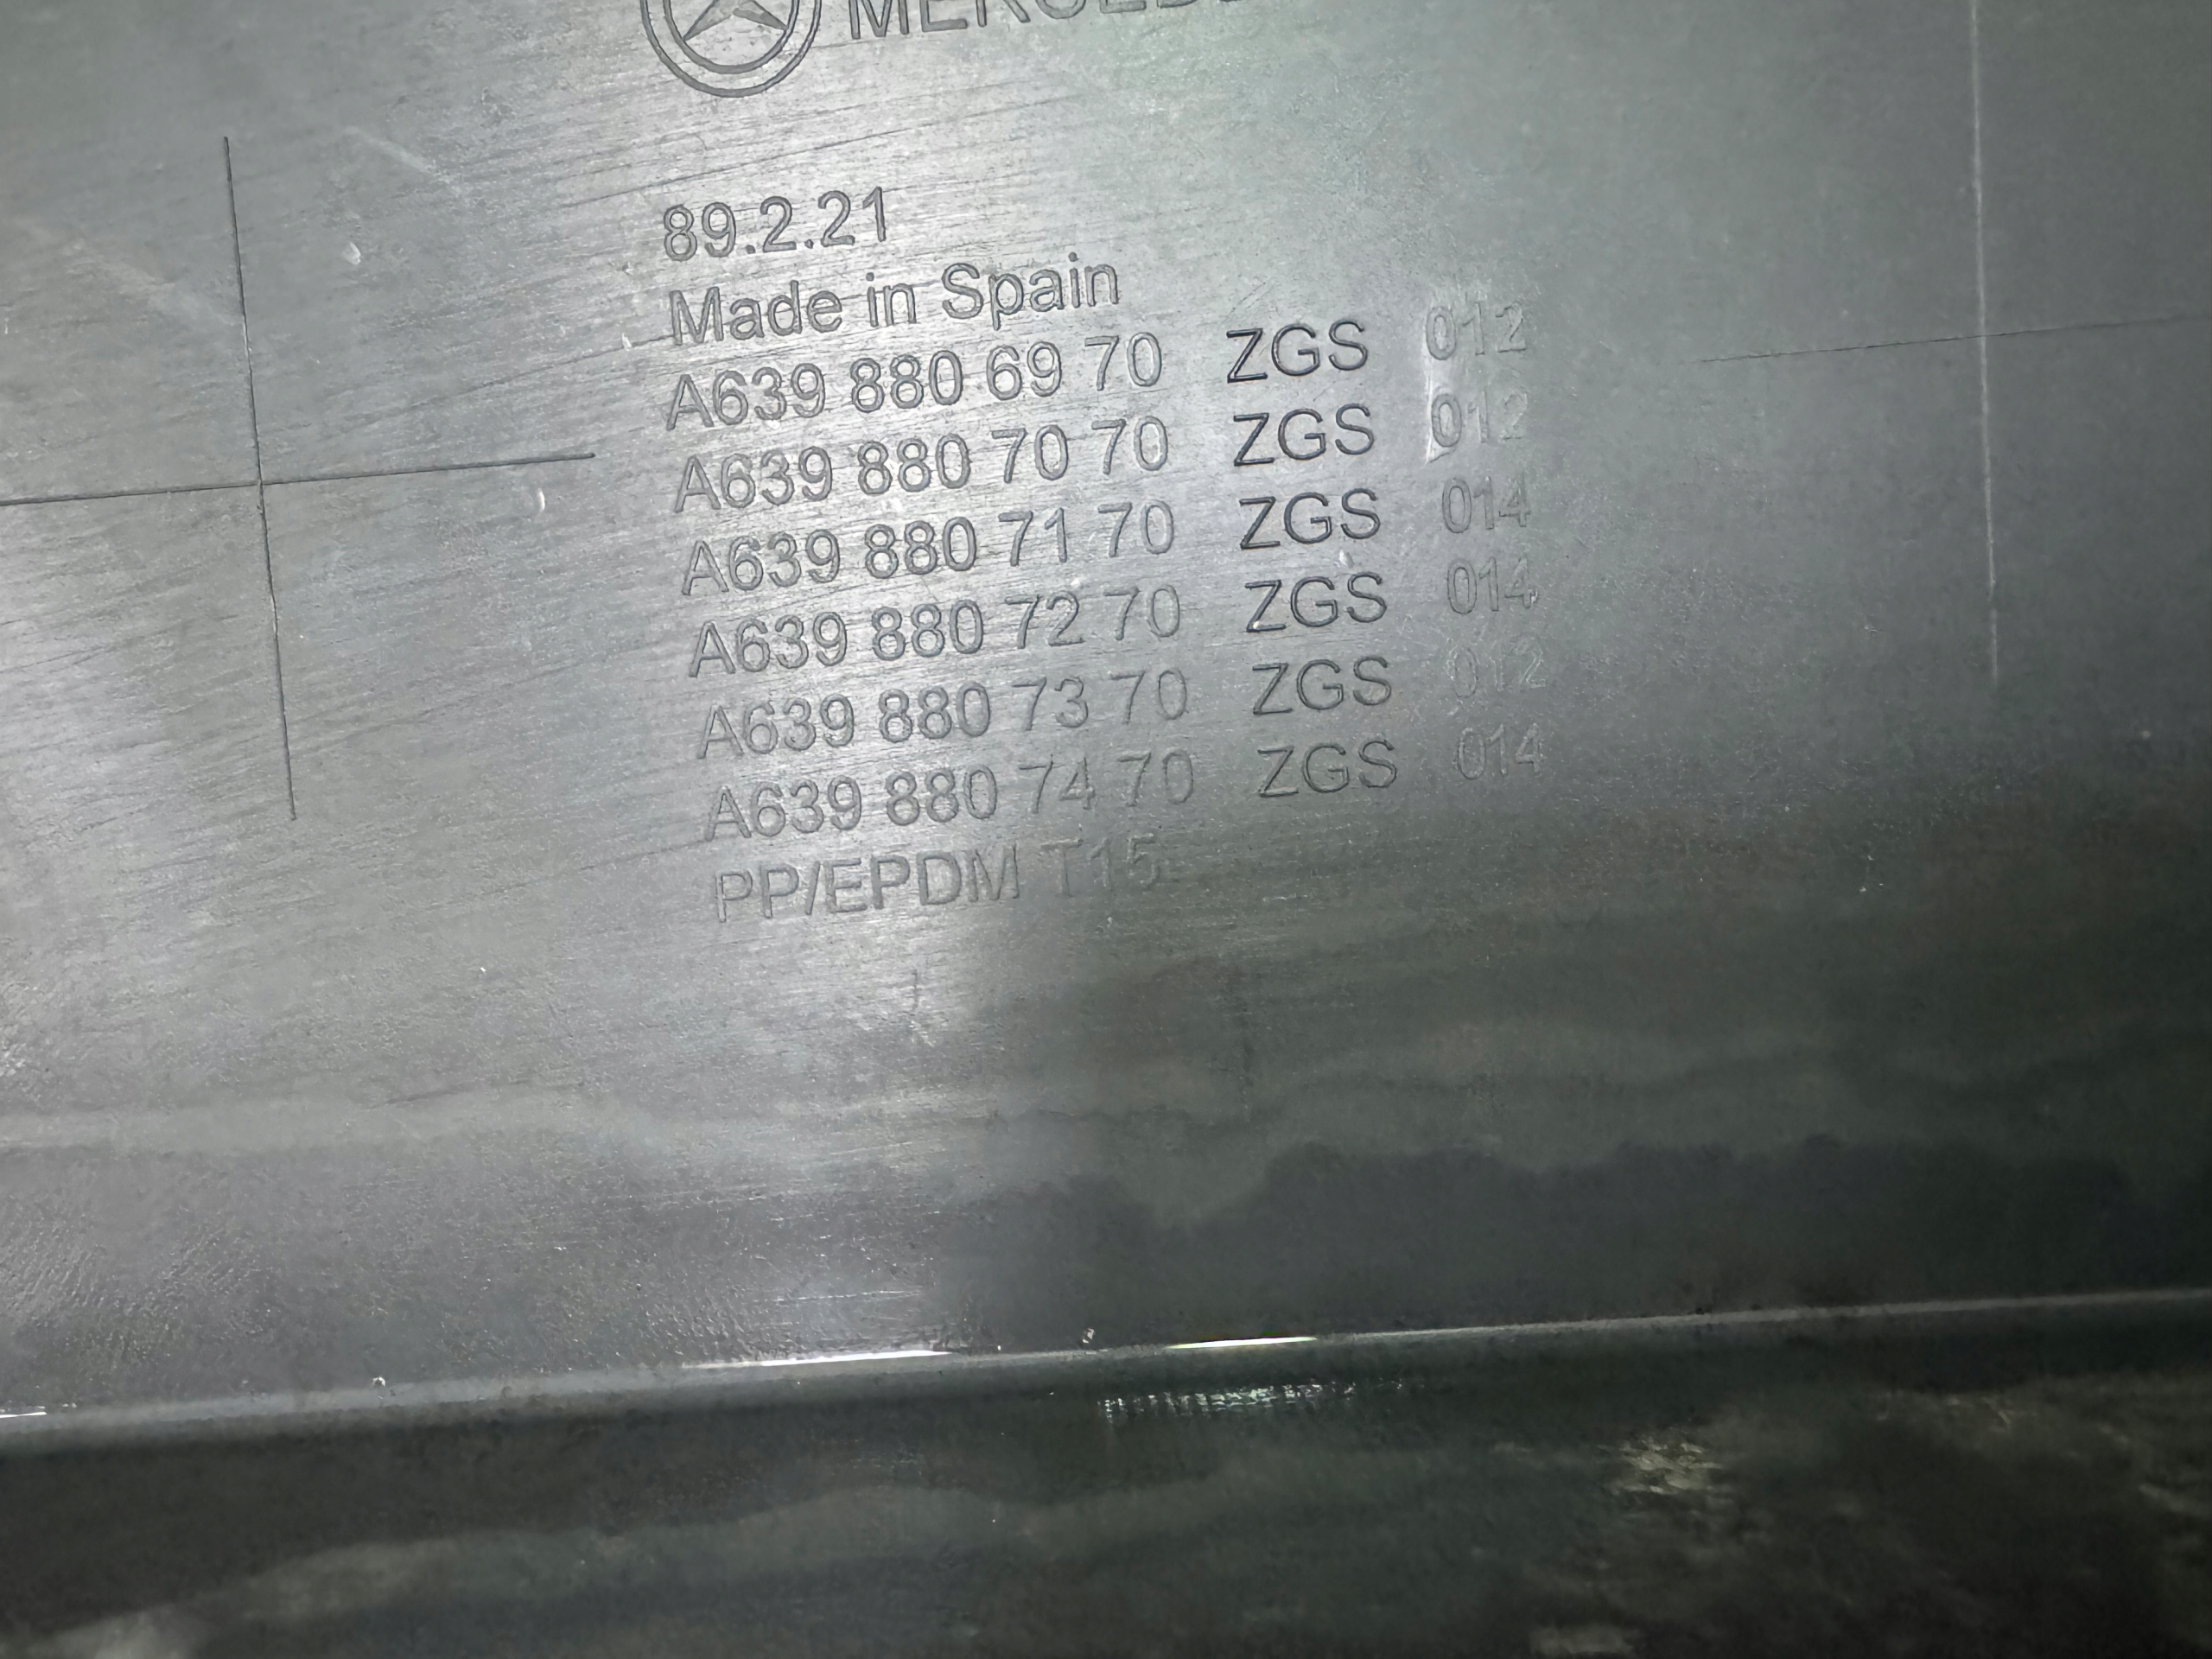 89.2.21
Made in Spain
A639 880 69 70 ZGS 012
A639 880 70 70 ZGS 012
A639 880 71 70 ZGS 014
A639 880 72 70 ZGS 014
A639 880 73 70 ZGS 012
A639 880 74 70 ZGS 014
PP/EPDM T15